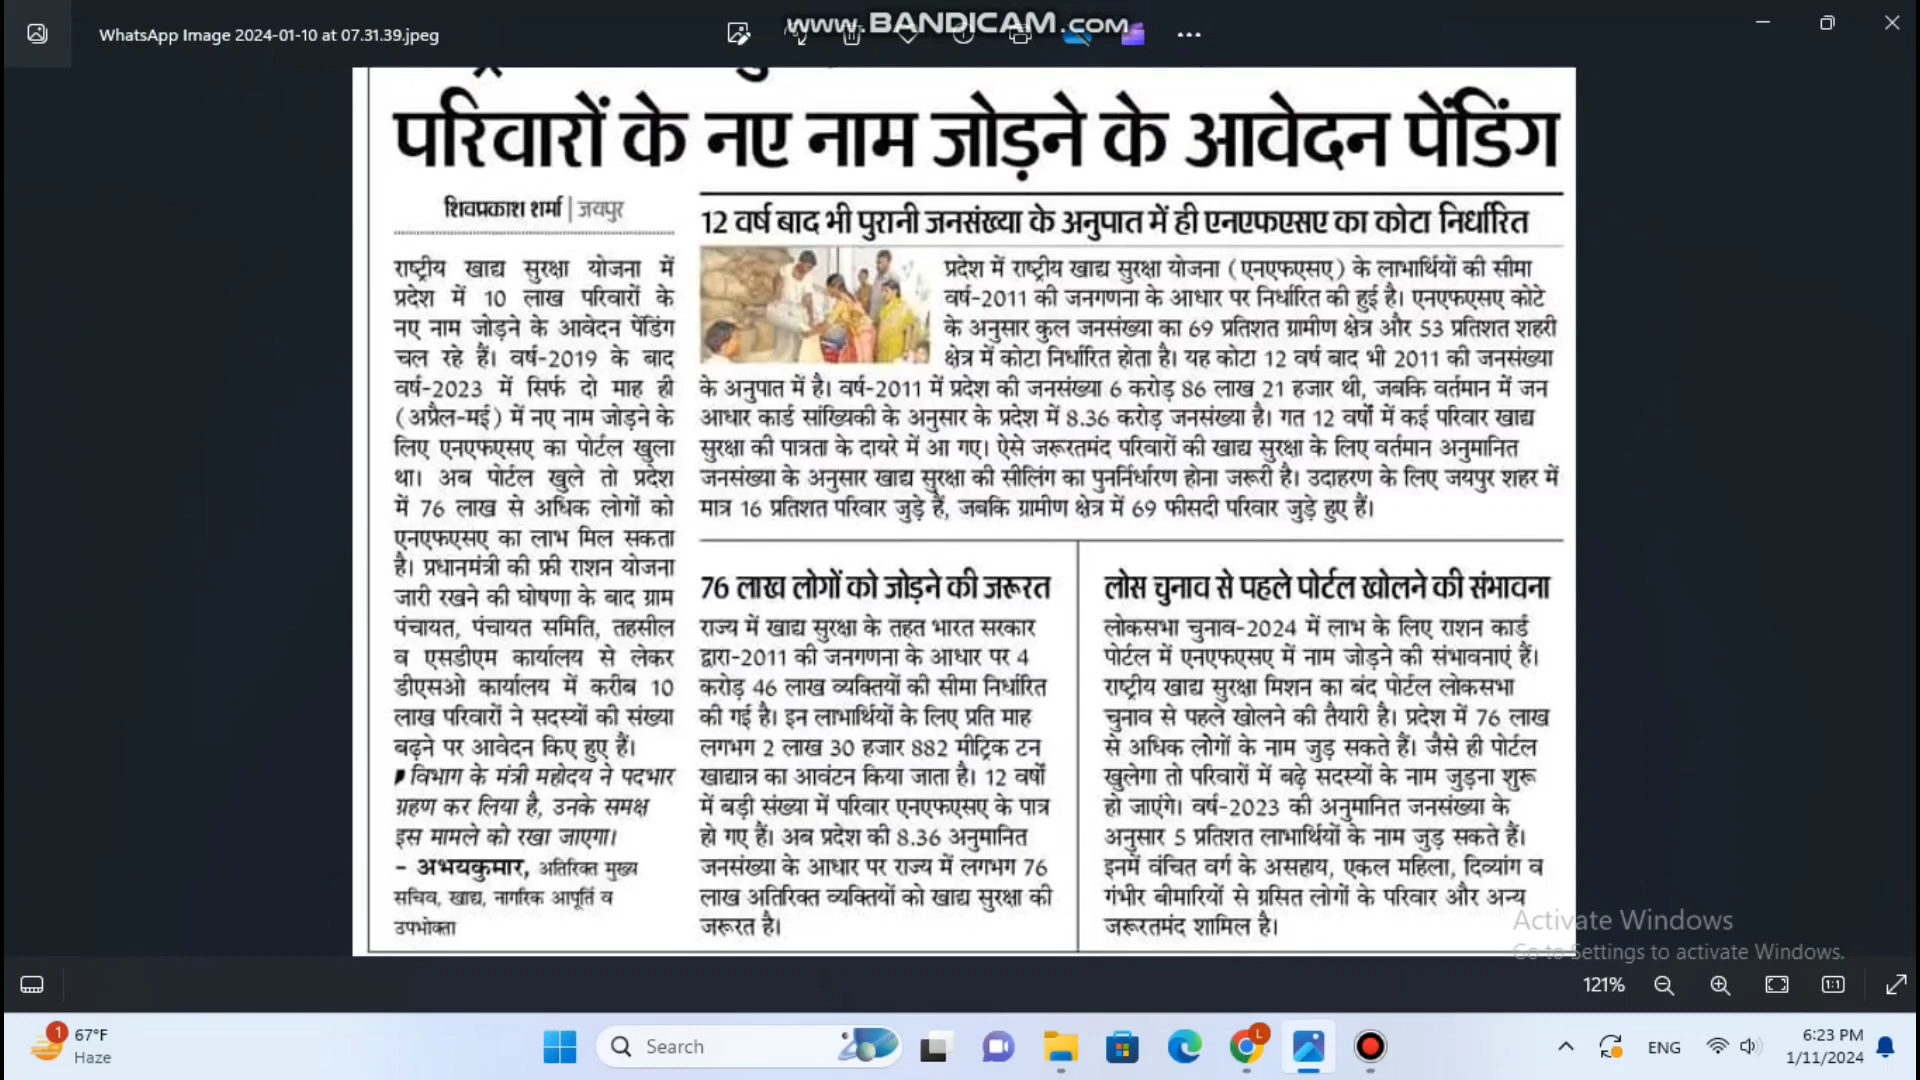 WhatsApp Image 2024-01-10 at 07.31.39.jpeg
www.BANDICAM.com
परिवारों के नए नाम जोड़ने के आवेदन पेंडिंग
शिवप्रकाश शर्मा | जयपुर
राष्ट्रीय खाद्य सुरक्षा योजना में
प्रदेश में 10 लाख परिवारों के
नए नाम जोड़ने के आवेदन पेंडिंग
चल रहे हैं। वर्ष-2019 के बाद
वर्ष-2023 में सिर्फ दो माह ही
(अप्रैल-मई) में नए नाम जोड़ने के
लिए एनएफएसए का पोर्टल खुला
था। अब पोर्टल खुले तो प्रदेश
में 76 लाख से अधिक लोगों को
एनएफएसए का लाभ मिल सकता
है। प्रधानमंत्री की फ्री राशन योजना
जारी रखने की घोषणा के बाद ग्राम
पंचायत, पंचायत समिति, तहसील
व एसडीएम कार्यालय से लेकर
डीएसओ कार्यालय में करीब 10
लाख परिवारों ने सदस्यों की संख्या
बढ़ने पर आवेदन किए हुए हैं।
विभाग के मंत्री महोदय ने पदभार
ग्रहण कर लिया है, उनके समक्ष
इस मामले को रखा जाएगा।
- अभयकुमार, अतिरिक्त मुख्य
सचिव, खाद्य, नागरिक आपूर्ति व
उपभोक्ता
12 वर्ष बाद भी पुरानी जनसंख्या के अनुपात में ही एनएफएसए का कोटा निर्धारित
प्रदेश में राष्ट्रीय खाद्य सुरक्षा योजना (एनएफएसए) के लाभार्थियों की सीमा
वर्ष-2011 की जनगणना के आधार पर निर्धारित की हुई है। एनएफएसए कोटे
के अनुसार कुल जनसंख्या का 69 प्रतिशत ग्रामीण क्षेत्र और 53 प्रतिशत शहरी
क्षेत्र में कोटा निर्धारित होता है। यह कोटा 12 वर्ष बाद भी 2011 की जनसंख्या
के अनुपात में है। वर्ष-2011 में प्रदेश की जनसंख्या 6 करोड़ 86 लाख 21 हजार थी, जबकि वर्तमान में जन
आधार कार्ड सांख्यिकी के अनुसार के प्रदेश में 8.36 करोड़ जनसंख्या है। गत 12 वर्षों में कई परिवार खाद्य
सुरक्षा की पात्रता के दायरे में आ गए। ऐसे जरूरतमंद परिवारों की खाद्य सुरक्षा के लिए वर्तमान अनुमानित
जनसंख्या के अनुसार खाद्य सुरक्षा की सीलिंग का पुनर्निर्धारण होना जरूरी है। उदाहरण के लिए जयपुर शहर में
मात्र 16 प्रतिशत परिवार जुड़े हैं, जबकि ग्रामीण क्षेत्र में 69 फीसदी परिवार जुड़े हुए हैं।
76 लाख लोगों को जोड़ने की जरूरत
राज्य में खाद्य सुरक्षा के तहत भारत सरकार
द्वारा-2011 की जनगणना के आधार पर 4
करोड़ 46 लाख व्यक्तियों की सीमा निर्धारित
की गई है। इन लाभार्थियों के लिए प्रति माह
लगभग 2 लाख 30 हजार 882 मीट्रिक टन
खाद्यान्न का आवंटन किया जाता है। 12 वर्षों
में बड़ी संख्या में परिवार एनएफएसए के पात्र
हो गए हैं। अब प्रदेश की 8.36 अनुमानित
जनसंख्या के आधार पर राज्य में लगभग 76
लाख अतिरिक्त व्यक्तियों को खाद्य सुरक्षा की
जरूरत है।
लोस चुनाव से पहले पोर्टल खोलने की संभावना
लोकसभा चुनाव-2024 में लाभ के लिए राशन कार्ड
पोर्टल में एनएफएसए में नाम जोड़ने की संभावनाएं हैं।
राष्ट्रीय खाद्य सुरक्षा मिशन का बंद पोर्टल लोकसभा
चुनाव से पहले खोलने की तैयारी है। प्रदेश में 76 लाख
से अधिक लोगों के नाम जुड़ सकते हैं। जैसे ही पोर्टल
खुलेगा तो परिवारों में बढ़े सदस्यों के नाम जुड़ना शुरू
हो जाएंगे। वर्ष-2023 की अनुमानित जनसंख्या के
अनुसार 5 प्रतिशत लाभार्थियों के नाम जुड़ सकते हैं।
इनमें वंचित वर्ग के असहाय, एकल महिला, दिव्यांग व
गंभीर बीमारियों से ग्रसित लोगों के परिवार और अन्य
जरूरतमंद शामिल है।
Activate Windows
Go to Settings to activate Windows.
121%
1:1
1
67°F
Haze
Search
L
ENG
6:23 PM
1/11/2024